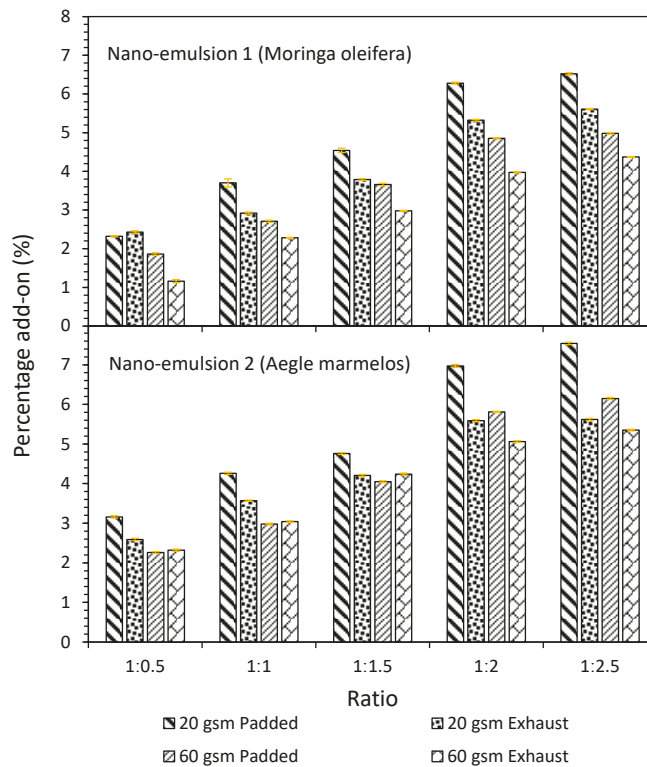 8
7
6
5
4
3
2
1
0
Nano-emulsion 1 (Moringa oleifera)
Percentage add-on (%)
7
6
5
4
3
2
1
0
Nano-emulsion 2 (Aegle marmelos)
1:0.5 1:1 1:1.5 1:2 1:2.5
Ratio
20 gsm Padded 20 gsm Exhaust
60 gsm Padded 60 gsm Exhaust